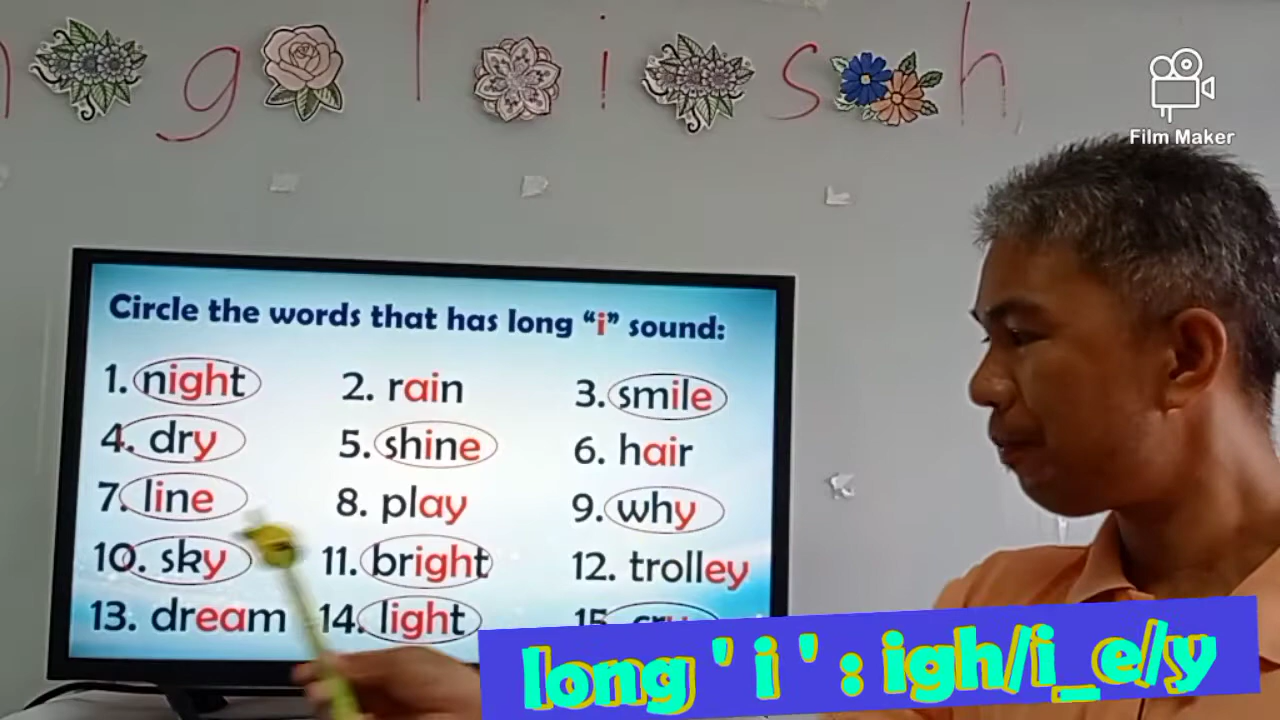 n g l i s h
Film Maker
Circle the words that has long “i” sound:
1. night 2. rain 3. smile
4. dry 5. shine 6. hair
7. line 8. play 9. why
10. sky 11. bright 12. trolley
13. dream 14. light 15. cry
long ' i ' : igh/i_e/y